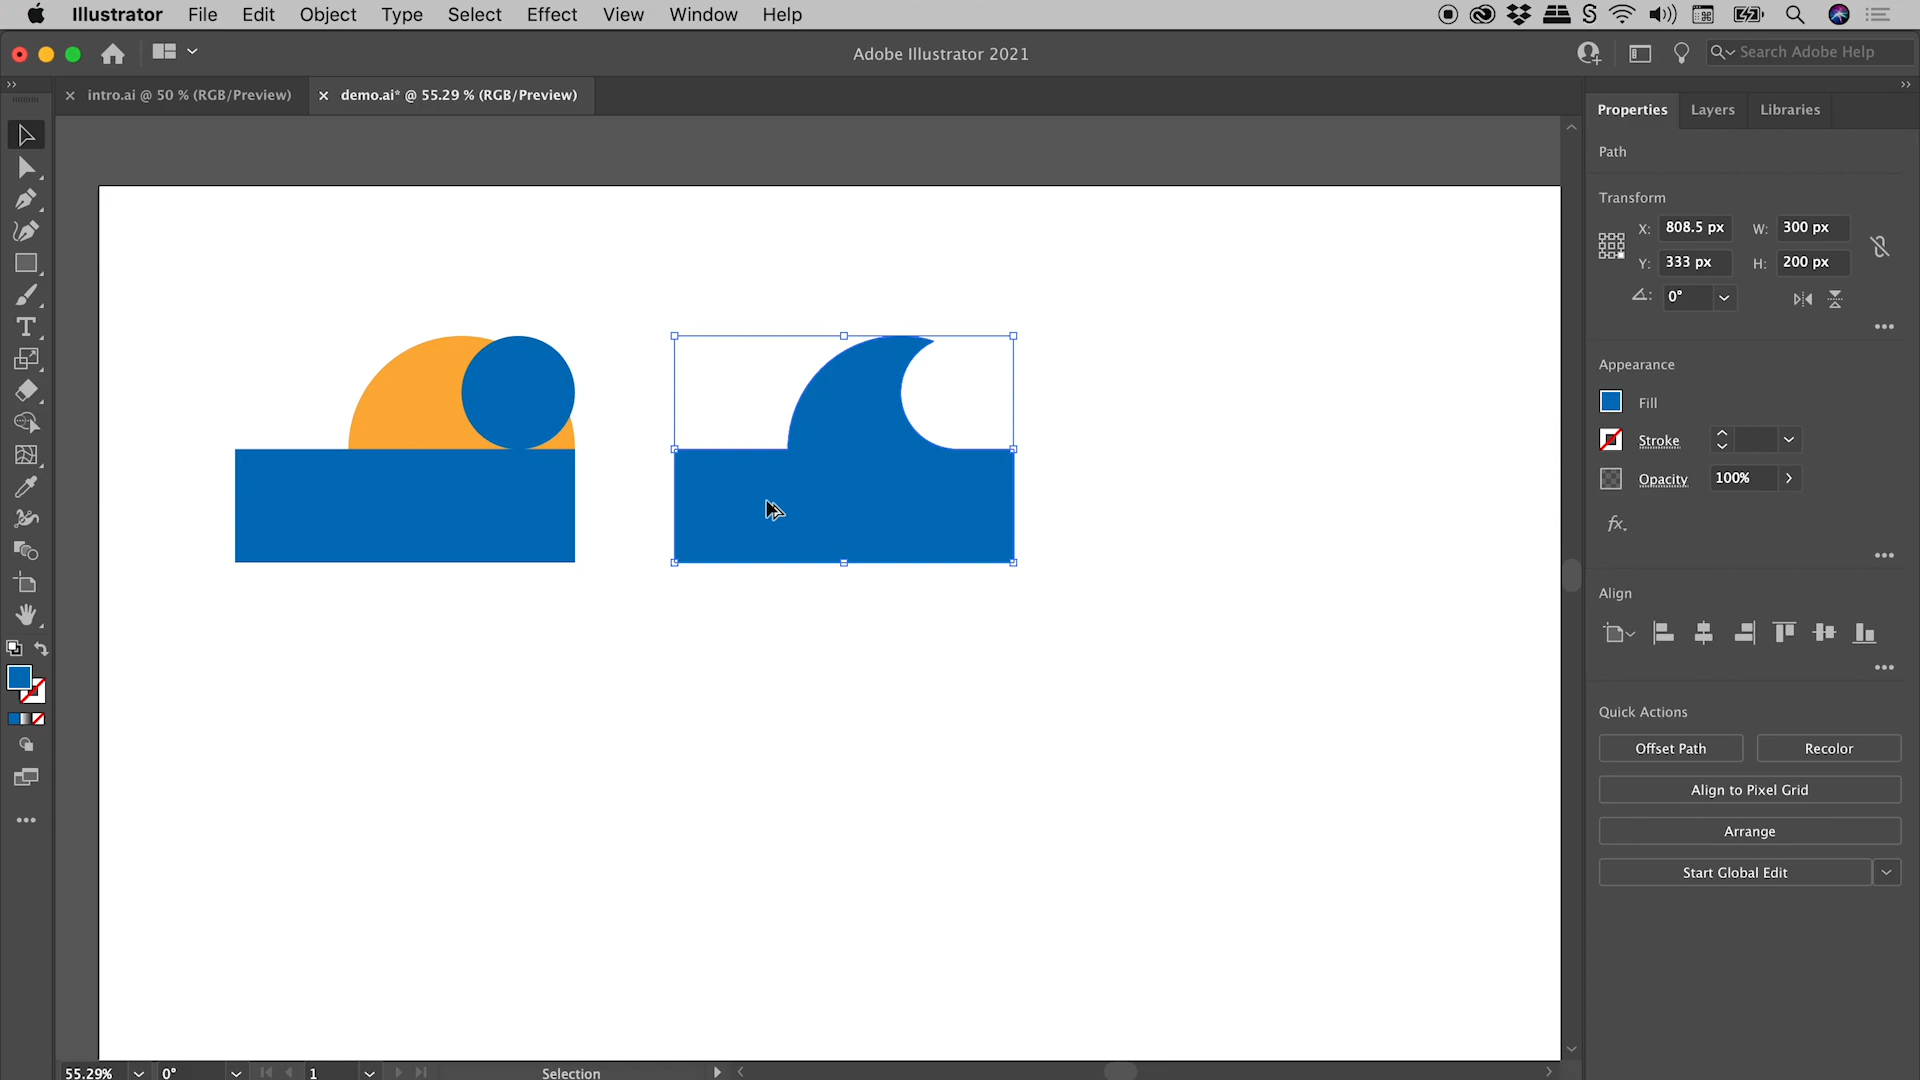 Illustrator File Edit Object Type Select Effect View Window Help
Adobe Illustrator 2021
Search Adobe Help
intro.ai @ 50 % (RGB/Preview)
demo.ai* @ 55.29 % (RGB/Preview)
Properties Layers Libraries
Path
Transform
X: 808.5 px W: 300 px
Y: 333 px H: 200 px
0°
Appearance
Fill
Stroke
Opacity 100%
fx.
Align
Quick Actions
Offset Path Recolor
Align to Pixel Grid
Arrange
Start Global Edit
55.29% 0° 1 Selection